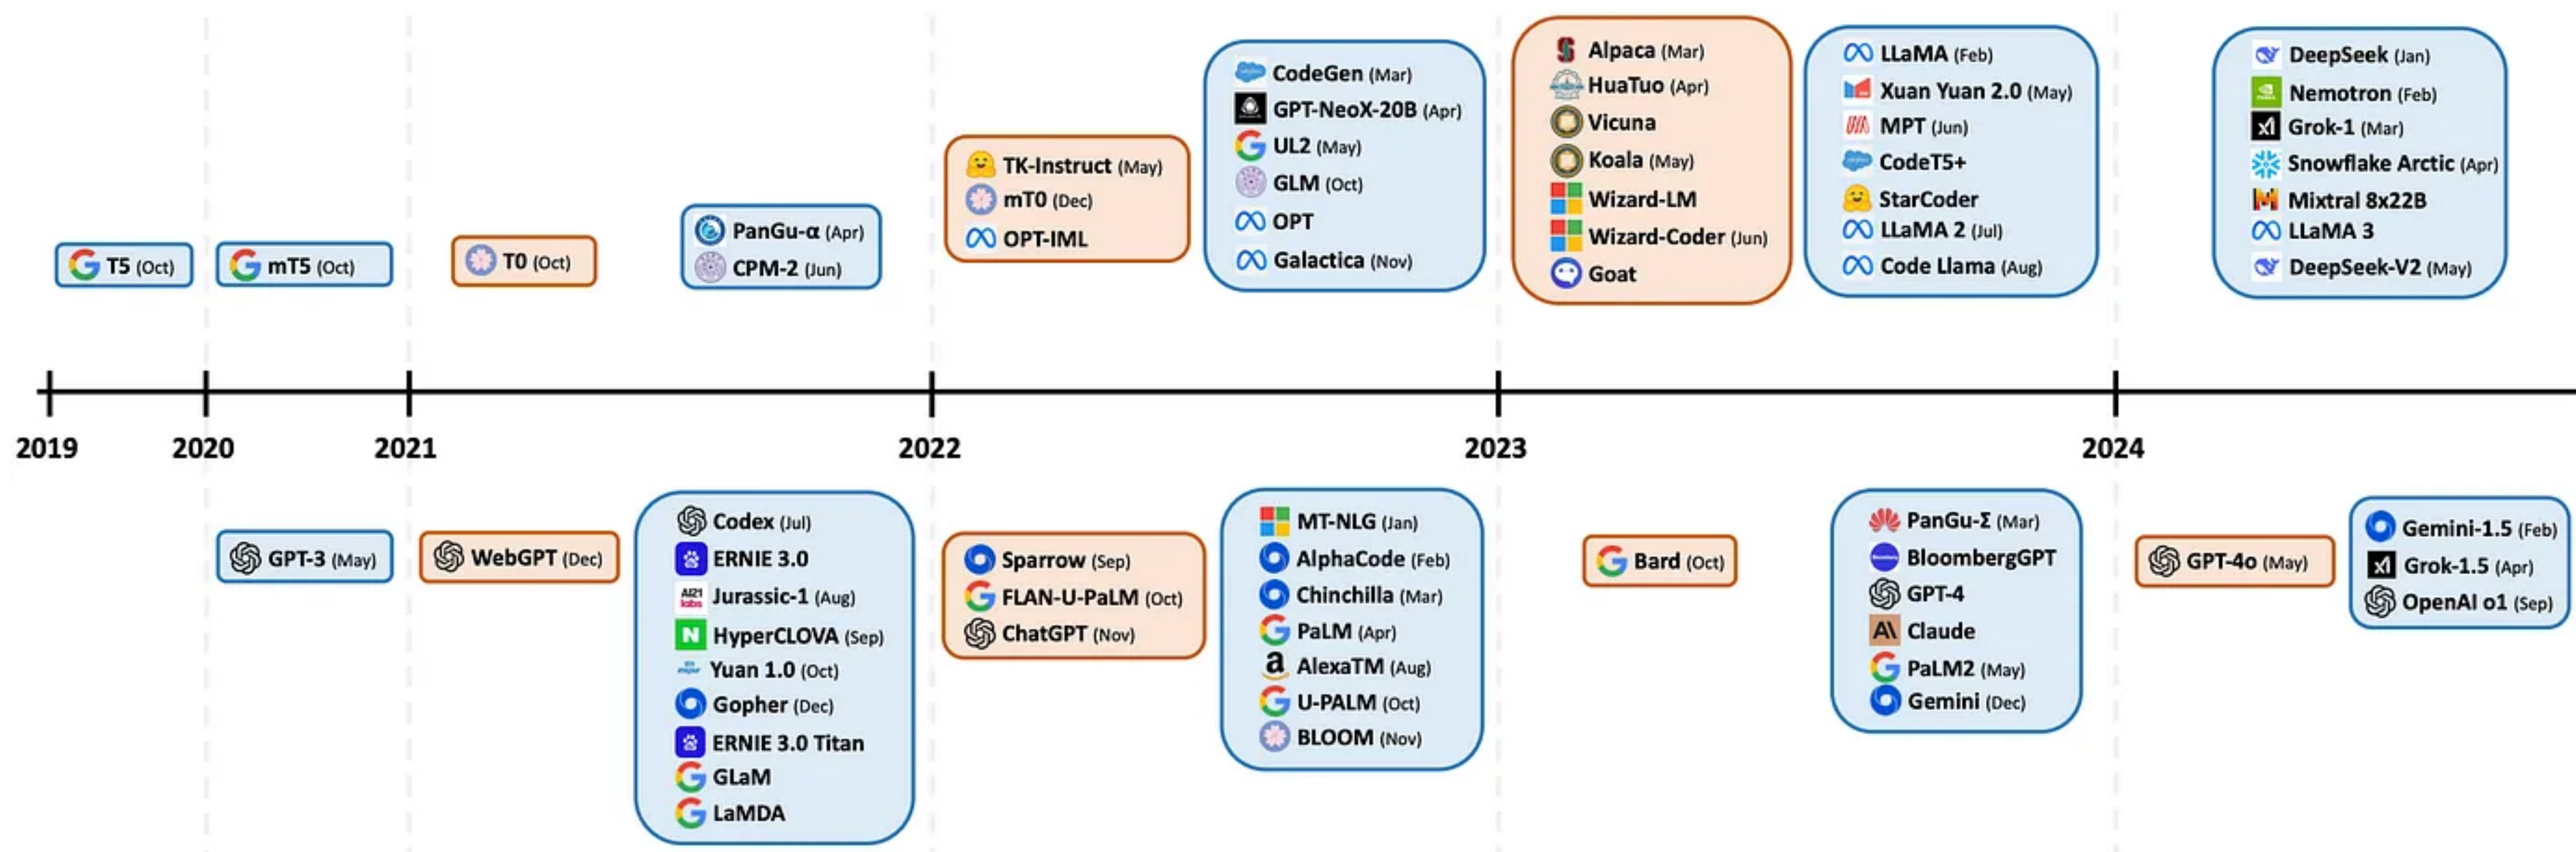 T5 (Oct)
mT5 (Oct)
T0 (Oct)
PanGu-α (Apr)
CPM-2 (Jun)
TK-Instruct (May)
mT0 (Dec)
OPT-IML
CodeGen (Mar)
GPT-NeoX-20B (Apr)
UL2 (May)
GLM (Oct)
OPT
Galactica (Nov)
Alpaca (Mar)
HuaTuo (Apr)
Vicuna
Koala (May)
Wizard-LM
Wizard-Coder (Jun)
Goat
LLaMA (Feb)
Xuan Yuan 2.0 (May)
MPT (Jun)
CodeT5+
StarCoder
LLaMA 2 (Jul)
Code Llama (Aug)
DeepSeek (Jan)
Nemotron (Feb)
Grok-1 (Mar)
Snowflake Arctic (Apr)
Mixtral 8x22B
LLaMA 3
DeepSeek-V2 (May)
2019
2020
2021
2022
2023
2024
GPT-3 (May)
WebGPT (Dec)
Codex (Jul)
ERNIE 3.0
AI21 labs Jurassic-1 (Aug)
N HyperCLOVA (Sep)
Yuan 1.0 (Oct)
Gopher (Dec)
ERNIE 3.0 Titan
GLaM
LaMDA
Sparrow (Sep)
FLAN-U-PaLM (Oct)
ChatGPT (Nov)
MT-NLG (Jan)
AlphaCode (Feb)
Chinchilla (Mar)
PaLM (Apr)
AlexaTM (Aug)
U-PALM (Oct)
BLOOM (Nov)
Bard (Oct)
PanGu-Σ (Mar)
BloombergGPT
GPT-4
Claude
PaLM2 (May)
Gemini (Dec)
GPT-4o (May)
Gemini-1.5 (Feb)
Grok-1.5 (Apr)
OpenAI o1 (Sep)